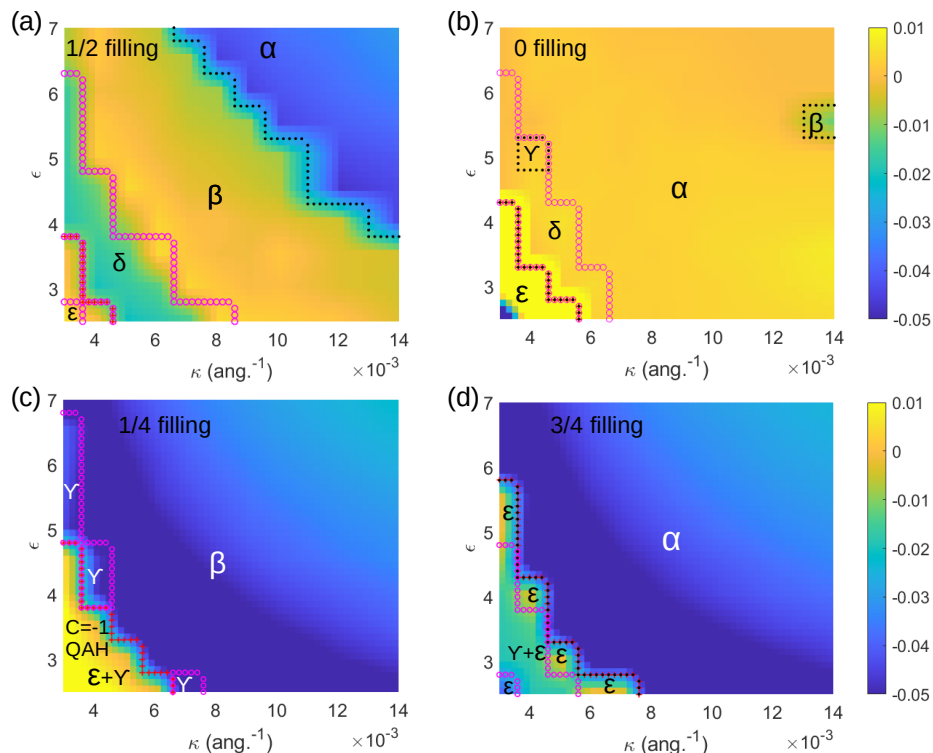 (a)
1/2 filling
α
β
δ
ε
7
6
5
4
3
ϵ
4 6 8 10 12 14
κ (ang.⁻¹) ×10⁻³
(b)
0 filling
β
ϒ
α
δ
ε
7
6
5
4
3
ϵ
4 6 8 10 12 14
κ (ang.⁻¹) ×10⁻³
0.01
0
-0.01
-0.02
-0.03
-0.04
-0.05
(c)
1/4 filling
ϒ
ϒ
β
C=-1
QAH
ε+ϒ
ϒ
7
6
5
4
3
ϵ
4 6 8 10 12 14
κ (ang.⁻¹) ×10⁻³
(d)
3/4 filling
ε
α
ε
ϒ+ε ε
ε ε
7
6
5
4
3
ϵ
4 6 8 10 12 14
κ (ang.⁻¹) ×10⁻³
0.01
0
-0.01
-0.02
-0.03
-0.04
-0.05